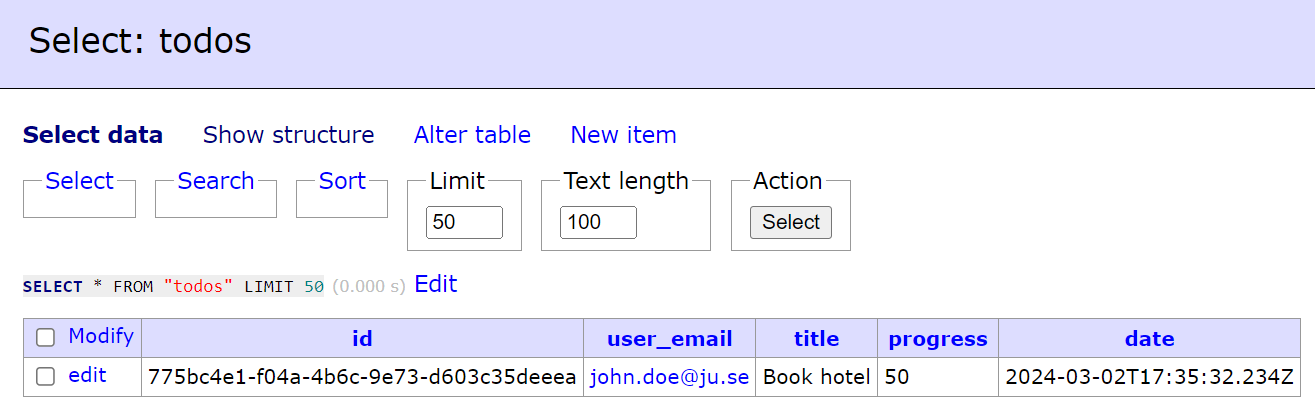 Select: todos
Select data Show structure Alter table New item
Select Search Sort Limit Text length Action
50 100 Select
SELECT * FROM "todos" LIMIT 50 (0.000 s) Edit
Modify id user_email title progress date
edit 775bc4e1-f04a-4b6c-9e73-d603c35deeea john.doe@ju.se Book hotel 50 2024-03-02T17:35:32.234Z